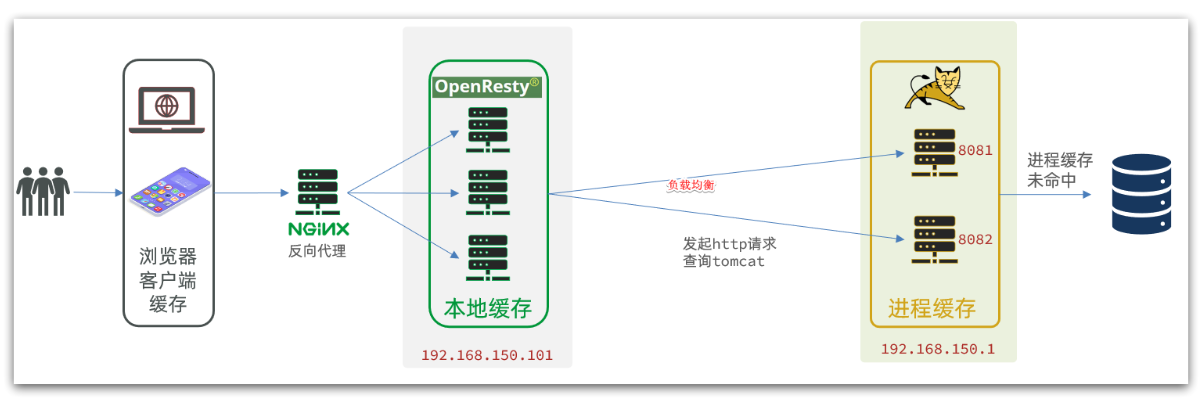 浏览器
客户端
缓存
NGINX
反向代理
OpenResty®
本地缓存
192.168.150.101
负载均衡
发起http请求
查询tomcat
8081
8082
进程缓存
192.168.150.1
进程缓存
未命中